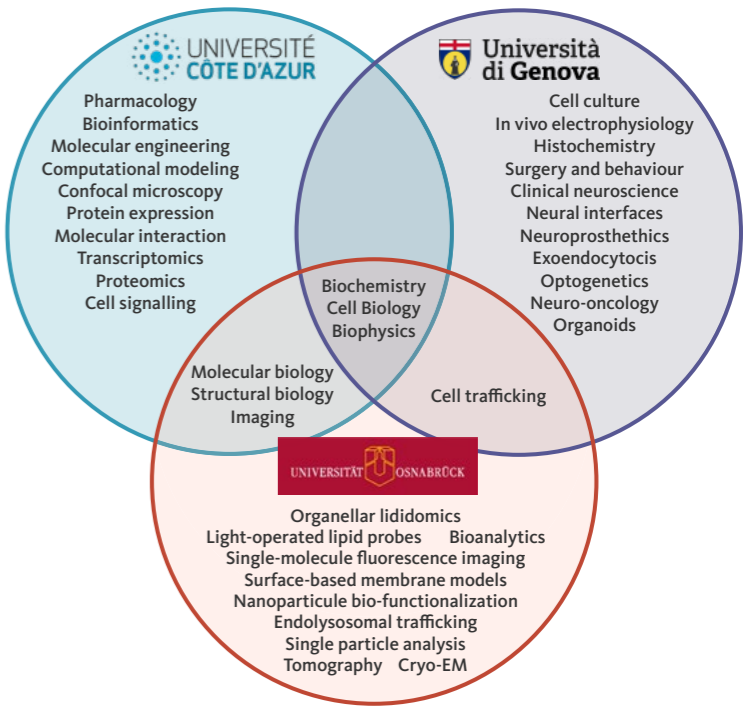 UNIVERSITÉ
CÔTE D'AZUR
Pharmacology
Bioinformatics
Molecular engineering
Computational modeling
Confocal microscopy
Protein expression
Molecular interaction
Transcriptomics
Proteomics
Cell signalling
Università
di Genova
Cell culture
In vivo electrophysiology
Histochemistry
Surgery and behaviour
Clinical neuroscience
Neural interfaces
Neuroprosthethics
Exoendocytocis
Optogenetics
Neuro-oncology
Organoids
Biochemistry
Cell Biology
Biophysics
Molecular biology
Structural biology
Imaging
Cell trafficking
UNIVERSITÄT OSNABRÜCK
Organellar lididomics
Light-operated lipid probes Bioanalytics
Single-molecule fluorescence imaging
Surface-based membrane models
Nanoparticule bio-functionalization
Endolysosomal trafficking
Single particle analysis
Tomography Cryo-EM